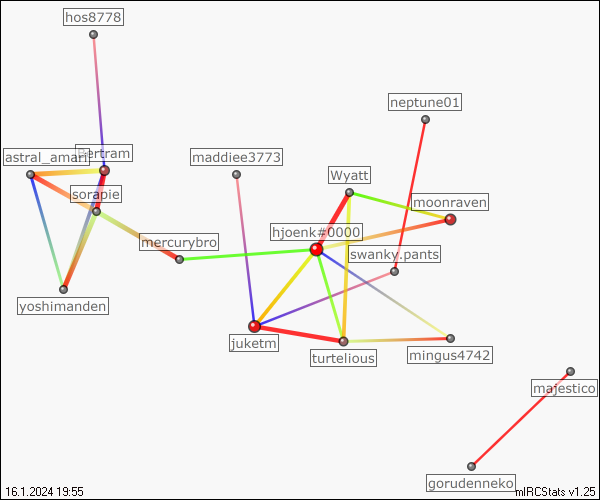 hos8778
neptune01
astral_amari
Bertram
maddiee3773
Wyatt
sorapie
moonraven
hjoenk#0000
mercurybro
swanky.pants
yoshimanden
juketm
turtelious
mingus4742
majestico
gorudenneko
16.1.2024 19:55
mIRCStats v1.25